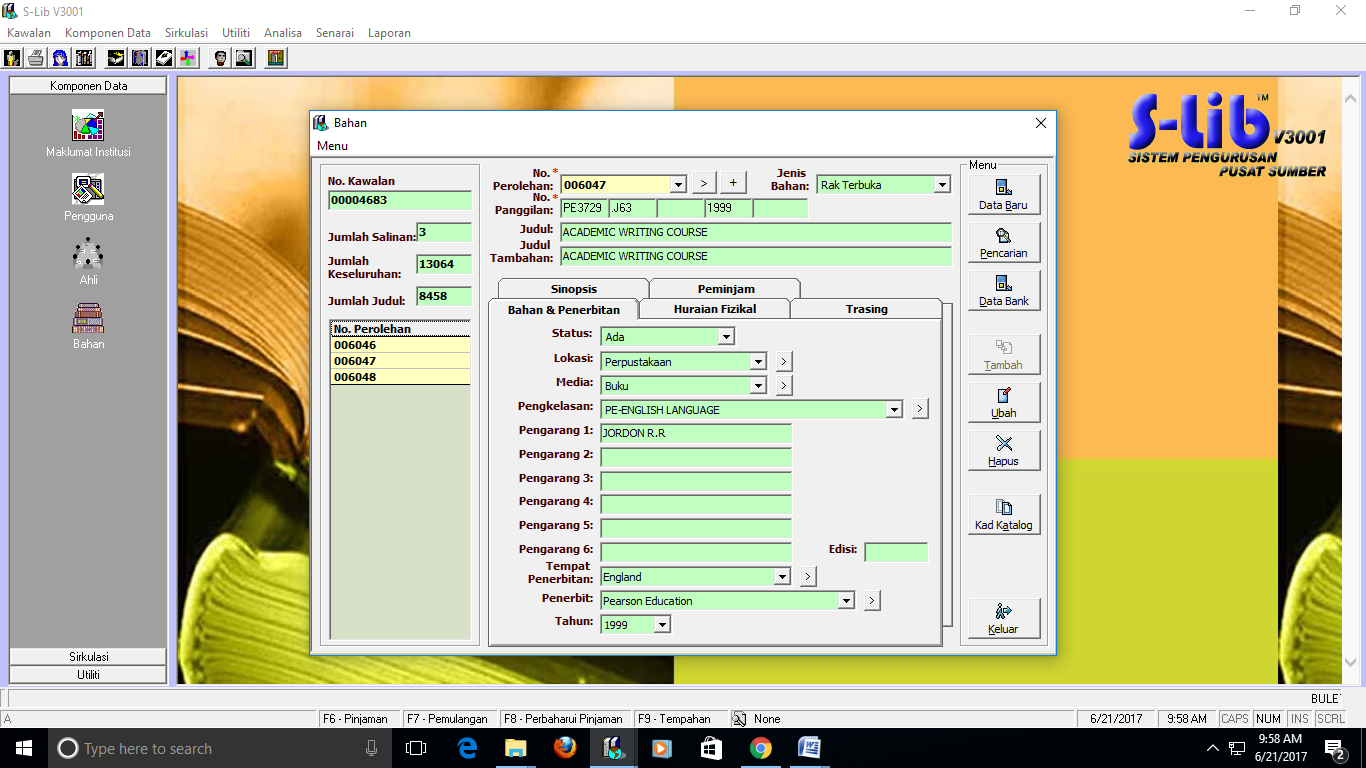 S-Lib V3001
Kawalan Komponen Data Sirkulasi Utiliti Analisa Senarai Laporan
Komponen Data
Maklumat Institusi
Pengguna
Ahli
Bahan
Sirkulasi
Utiliti
S-Lib V3001 TM
SISTEM PENGURUSAN
PUSAT SUMBER
Bahan
Menu
No. Kawalan
00004683
Jumlah Salinan: 3
Jumlah Keseluruhan: 13064
Jumlah Judul: 8458
No. Perolehan
006046
006047
006048
No. * Perolehan: 006047 > +
Jenis Bahan: Rak Terbuka
No. * Panggilan: PE3729 .J63 1999
Judul: ACADEMIC WRITING COURSE
Judul Tambahan: ACADEMIC WRITING COURSE
Sinopsis Peminjam
Bahan & Penerbitan Huraian Fizikal Trasing
Status: Ada
Lokasi: Perpustakaan >
Media: Buku >
Pengkelasan: PE-ENGLISH LANGUAGE >
Pengarang 1: JORDON R.R
Pengarang 2:
Pengarang 3:
Pengarang 4:
Pengarang 5:
Pengarang 6: Edisi:
Tempat Penerbitan: England >
Penerbit: Pearson Education >
Tahun: 1999
Menu
Data Baru
Pencarian
Data Bank
Tambah
Ubah
Hapus
Kad Katalog
Keluar
BULE
A F6 - Pinjaman F7 - Pemulangan F8 - Perbaharui Pinjaman F9 - Tempahan None 6/21/2017 9:58 AM CAPS NUM INS SCRL
Type here to search
9:58 AM
6/21/2017
2